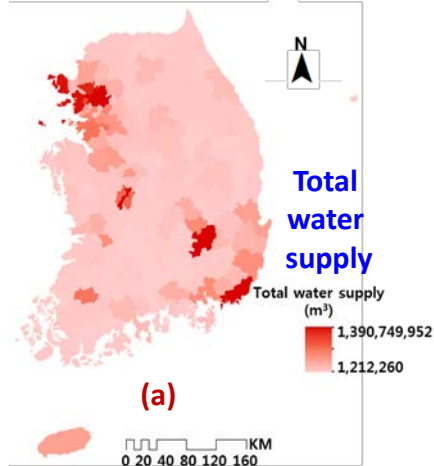 N
Total
water
supply
Total water supply
(m³)
1,390,749,952
1,212,260
(a)
KM
0 20 40 80 120 160